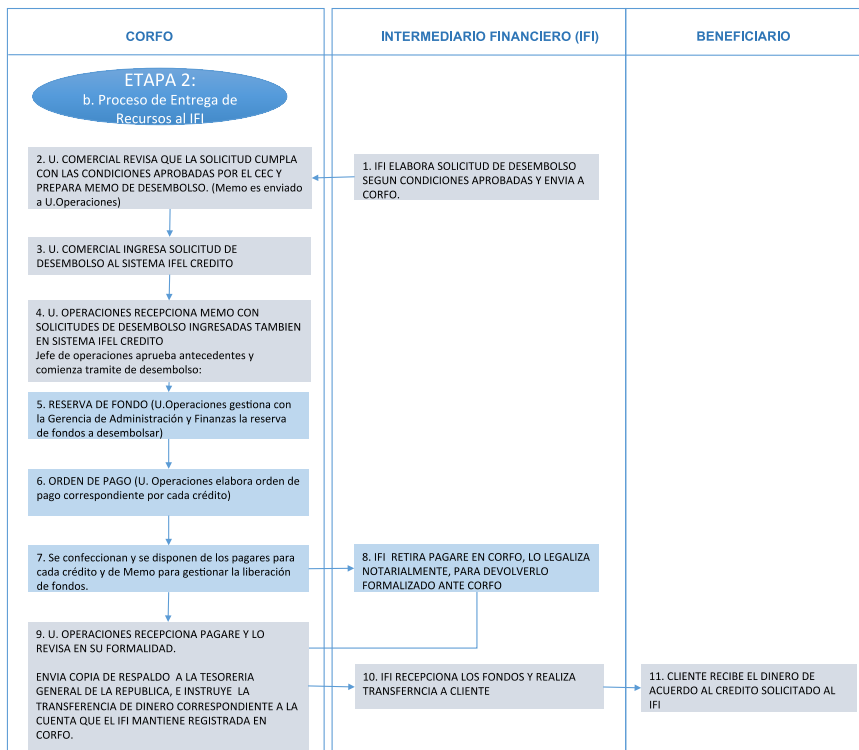 CORFO
INTERMEDIARIO FINANCIERO (IFI)
BENEFICIARIO
ETAPA 2:
b. Proceso de Entrega de
Recursos al IFI
2. U. COMERCIAL REVISA QUE LA SOLICITUD CUMPLA
CON LAS CONDICIONES APROBADAS POR EL CEC Y
PREPARA MEMO DE DESEMBOLSO. (Memo es enviado
a U.Operaciones)
1. IFI ELABORA SOLICITUD DE DESEMBOLSO
SEGUN CONDICIONES APROBADAS Y ENVIA A
CORFO.
3. U. COMERCIAL INGRESA SOLICITUD DE
DESEMBOLSO AL SISTEMA IFEL CREDITO
4. U. OPERACIONES RECEPCIONA MEMO CON
SOLICITUDES DE DESEMBOLSO INGRESADAS TAMBIEN
EN SISTEMA IFEL CREDITO
Jefe de operaciones aprueba antecedentes y
comienza tramite de desembolso:
5. RESERVA DE FONDO (U.Operaciones gestiona con
la Gerencia de Administración y Finanzas la reserva
de fondos a desembolsar)
6. ORDEN DE PAGO (U. Operaciones elabora orden de
pago correspondiente por cada crédito)
7. Se confeccionan y se disponen de los pagares para
cada crédito y de Memo para gestionar la liberación
de fondos.
8. IFI RETIRA PAGARE EN CORFO, LO LEGALIZA
NOTARIALMENTE, PARA DEVOLVERLO
FORMALIZADO ANTE CORFO
9. U. OPERACIONES RECEPCIONA PAGARE Y LO
REVISA EN SU FORMALIDAD.
ENVIA COPIA DE RESPALDO A LA TESORERIA
GENERAL DE LA REPUBLICA, E INSTRUYE LA
TRANSFERENCIA DE DINERO CORRESPONDIENTE A LA
CUENTA QUE EL IFI MANTIENE REGISTRADA EN
CORFO.
10. IFI RECEPCIONA LOS FONDOS Y REALIZA
TRANSFERNCIA A CLIENTE
11. CLIENTE RECIBE EL DINERO DE
ACUERDO AL CREDITO SOLICITADO AL
IFI